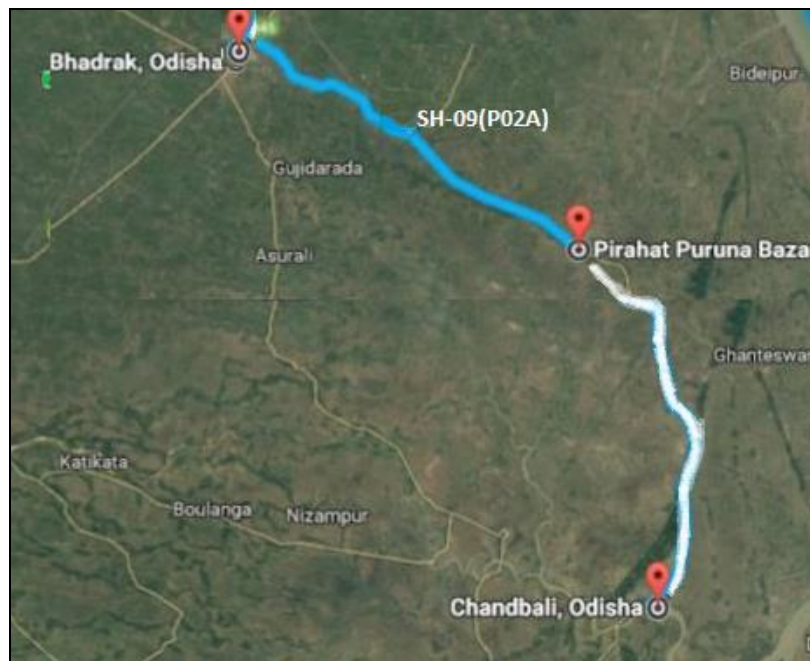 Bhadrak, Odisha
Bideipur
SH-09(P02A)
Gujidarada
Pirahat Puruna Baza
Asurali
Ghanteswar
Katikata
Boulanga
Nizampur
Chandbali, Odisha